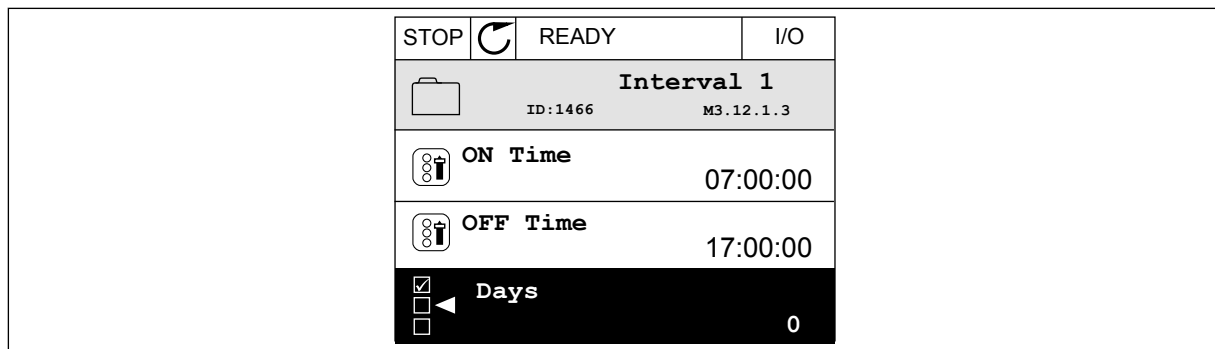 STOP READY I/O
Interval 1
ID:1466 M3.12.1.3
ON Time
07:00:00
OFF Time
17:00:00
Days
0